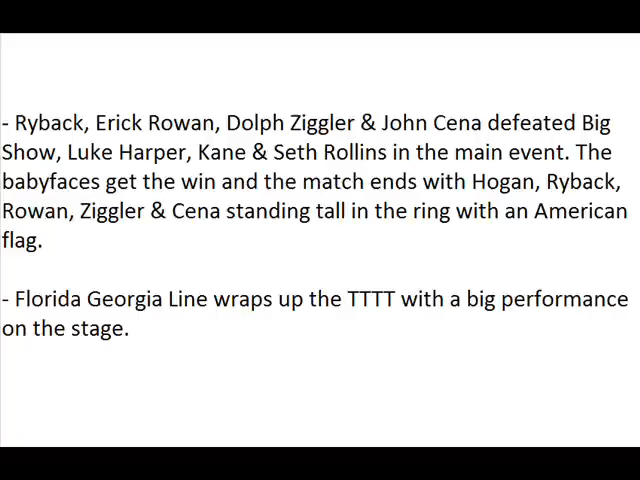 - Ryback, Erick Rowan, Dolph Ziggler & John Cena defeated Big
Show, Luke Harper, Kane & Seth Rollins in the main event. The
babyfaces get the win and the match ends with Hogan, Ryback,
Rowan, Ziggler & Cena standing tall in the ring with an American
flag.
- Florida Georgia Line wraps up the TTTT with a big performance
on the stage.